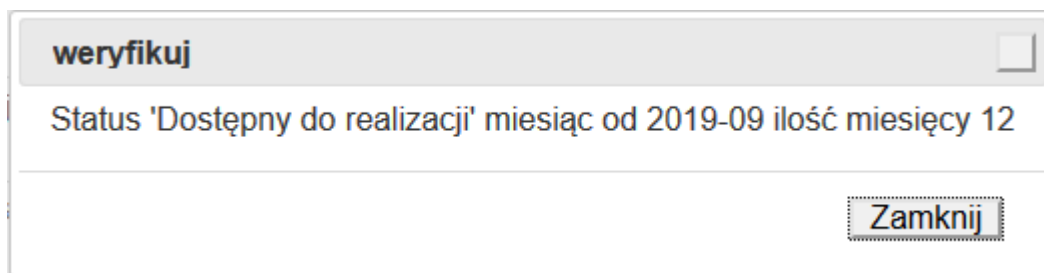 weryfikuj
Status 'Dostępny do realizacji' miesiąc od 2019-09 ilość miesięcy 12
Zamknij